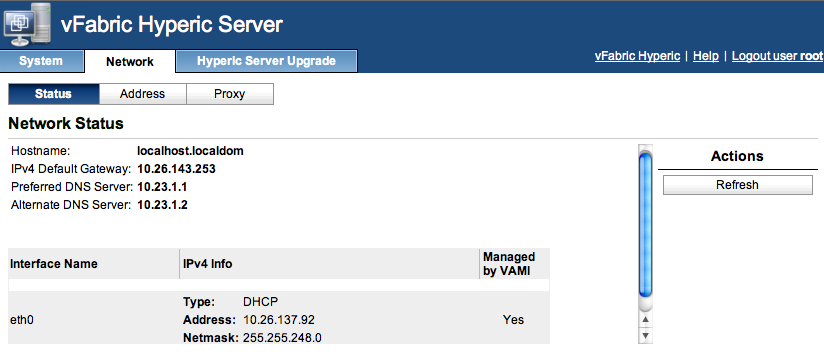 vFabric Hyperic Server
System Network Hyperic Server Upgrade
vFabric Hyperic | Help | Logout user root
Status Address Proxy
Network Status
Hostname: localhost.localdom
IPv4 Default Gateway: 10.26.143.253
Preferred DNS Server: 10.23.1.1
Alternate DNS Server: 10.23.1.2
Actions
Refresh
Interface Name IPv4 Info Managed by VAMI
eth0
Type: DHCP
Address: 10.26.137.92
Netmask: 255.255.248.0
Yes